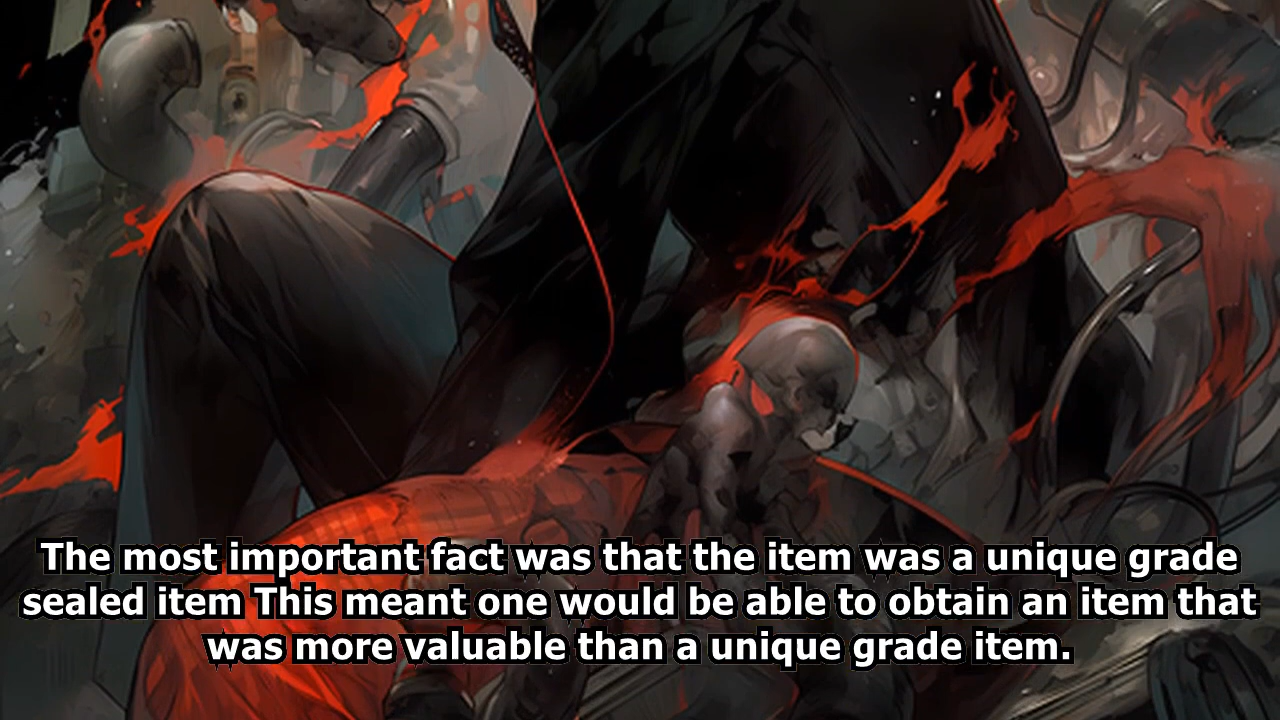 The most important fact was that the item was a unique grade
sealed item This meant one would be able to obtain an item that
was more valuable than a unique grade item.